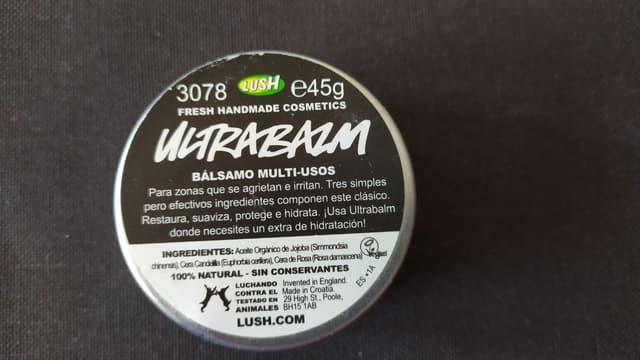 3078 LUSH ℮45g
FRESH HANDMADE COSMETICS
ULTRABALM
BÁLSAMO MULTI-USOS
Para zonas que se agrietan e irritan. Tres simples
pero efectivos ingredientes componen este clásico.
Restaura, suaviza, protege e hidrata. ¡Usa Ultrabalm
donde necesites un extra de hidratación!
INGREDIENTES: Aceite Orgánico de Jojoba (Simmondsia
chinensis), Cera Candelilla (Euphorbia cerifera), Cera de Rosa (Rosa damascena)
100% NATURAL - SIN CONSERVANTES
LUCHANDO
CONTRA EL
TESTADO EN
ANIMALES
Invented in England.
Made in Croatia.
29 High St., Poole,
BH15 1AB
LUSH.COM
ES • 1A